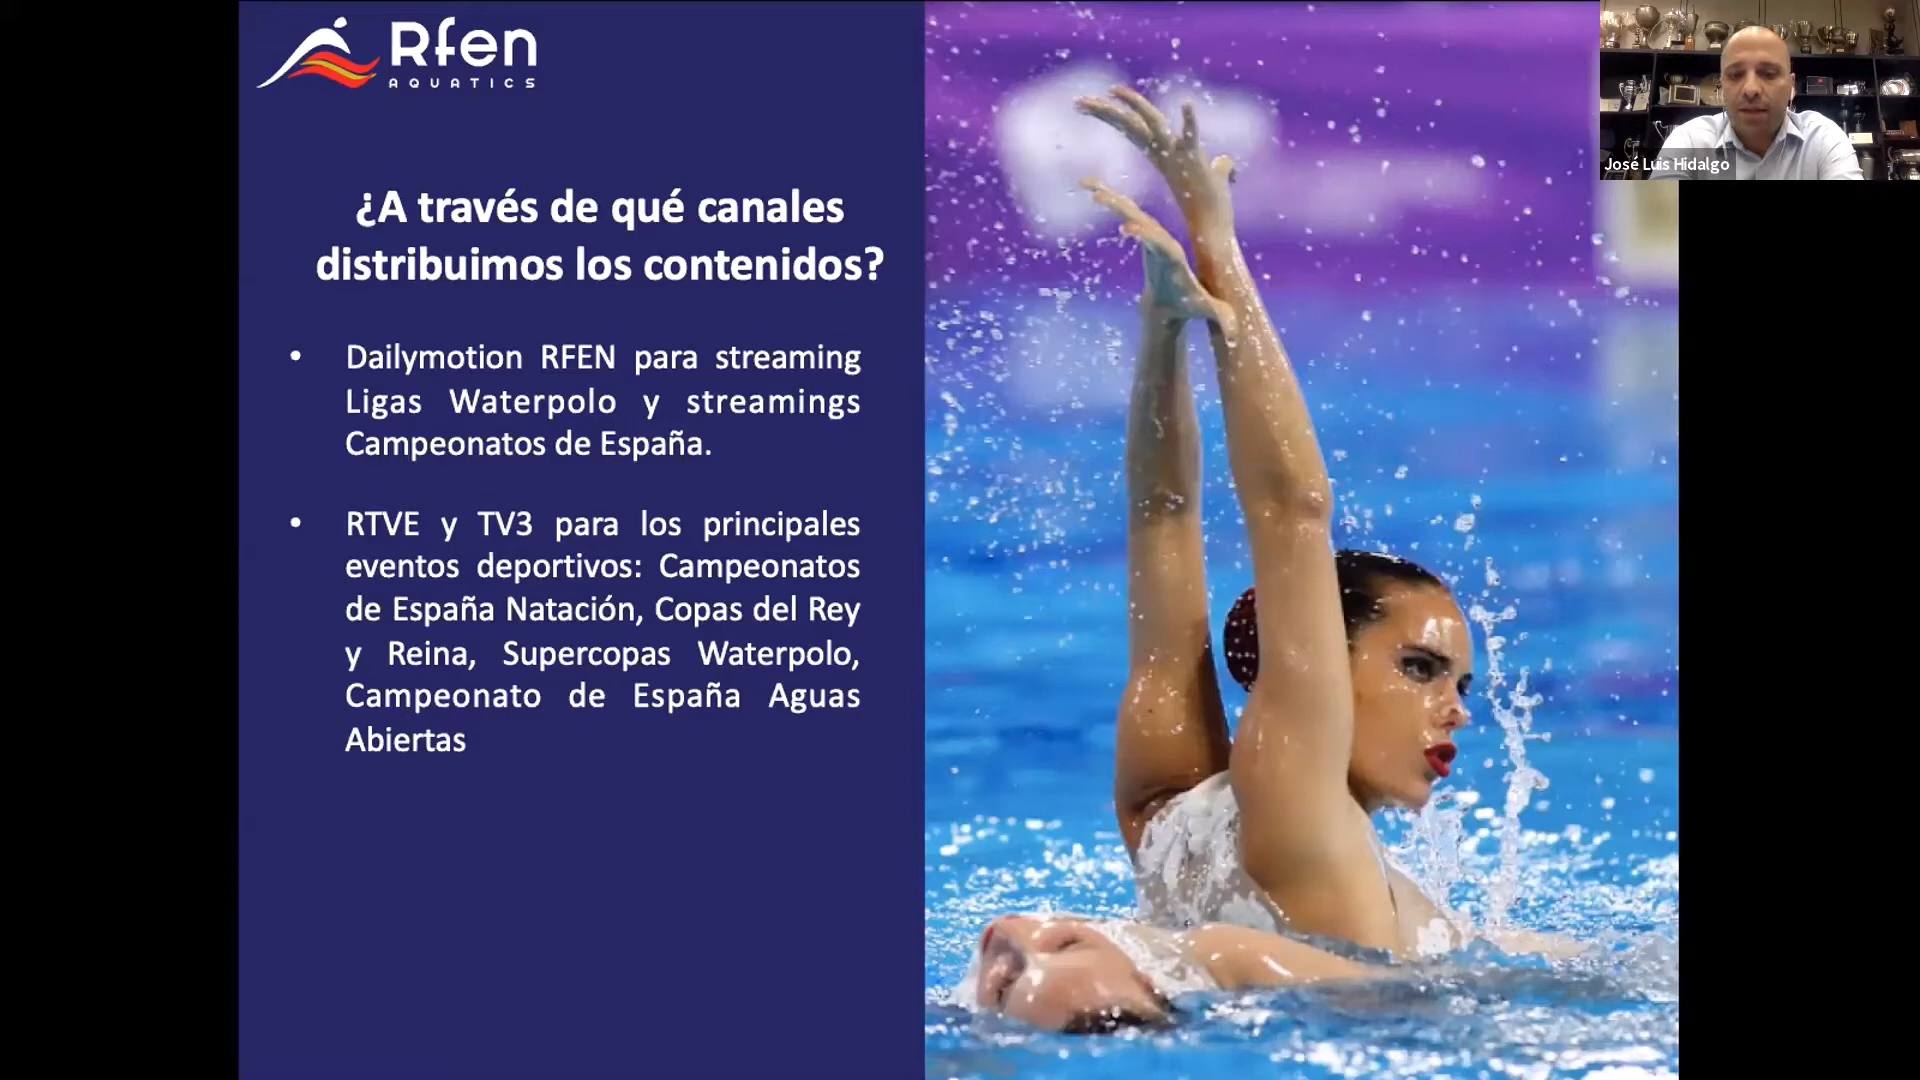 Rfen
AQUATICS
José Luis Hidalgo
¿A través de qué canales
distribuimos los contenidos?
• Dailymotion RFEN para streaming
Ligas Waterpolo y streamings
Campeonatos de España.
• RTVE y TV3 para los principales
eventos deportivos: Campeonatos
de España Natación, Copas del Rey
y Reina, Supercopas Waterpolo,
Campeonato de España Aguas
Abiertas